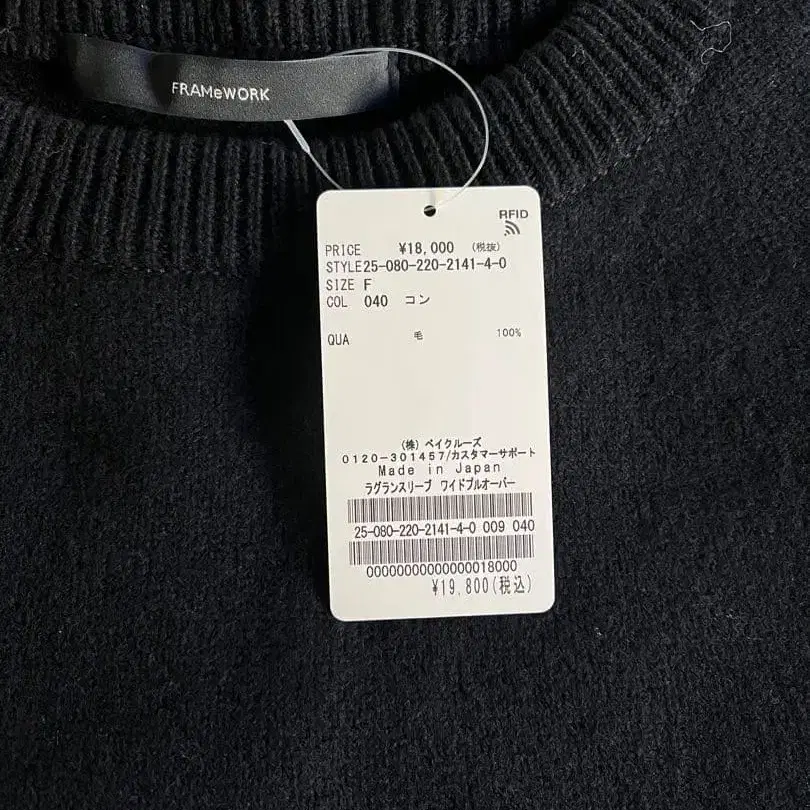 FRAMeWORK
RFID
PRICE ¥18,000 (税抜)
STYLE25-080-220-2141-4-0
SIZE F
COL 040 コン
QUA 毛 100%
(株) ベイクルーズ
0120-301457/カスタマーサポート
Made in Japan
ラグランスリーブ ワイドプルオーバー
25-080-220-2141-4-0 009 040
0000000000000018000
¥19,800(税込)